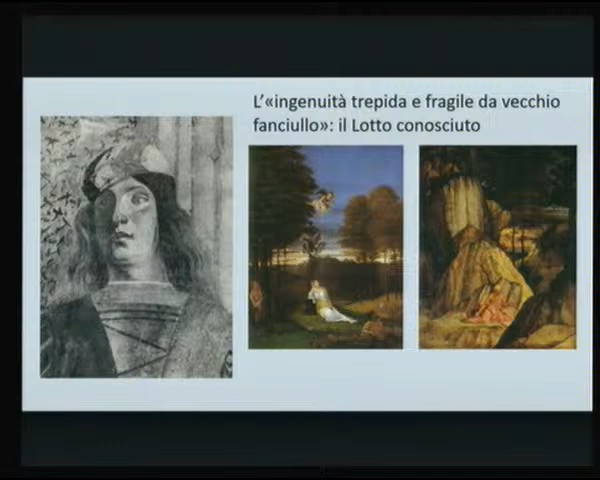 L’«ingenuità trepida e fragile da vecchio
fanciullo»: il Lotto conosciuto